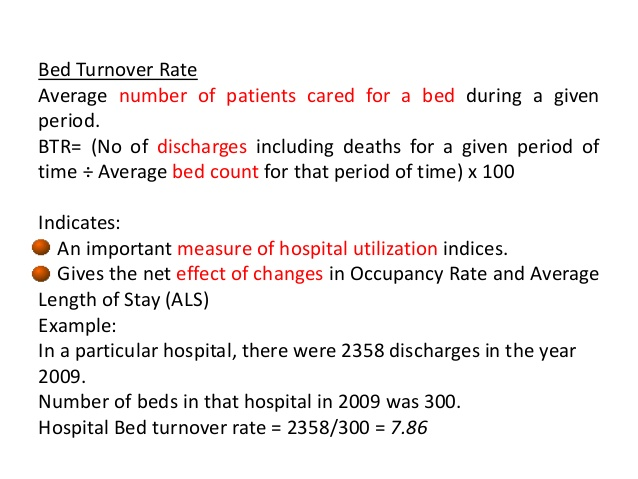 Bed Turnover Rate
Average number of patients cared for a bed during a given
period.
BTR= (No of discharges including deaths for a given period of
time ÷ Average bed count for that period of time) x 100
Indicates:
An important measure of hospital utilization indices.
Gives the net effect of changes in Occupancy Rate and Average
Length of Stay (ALS)
Example:
In a particular hospital, there were 2358 discharges in the year
2009.
Number of beds in that hospital in 2009 was 300.
Hospital Bed turnover rate = 2358/300 = 7.86